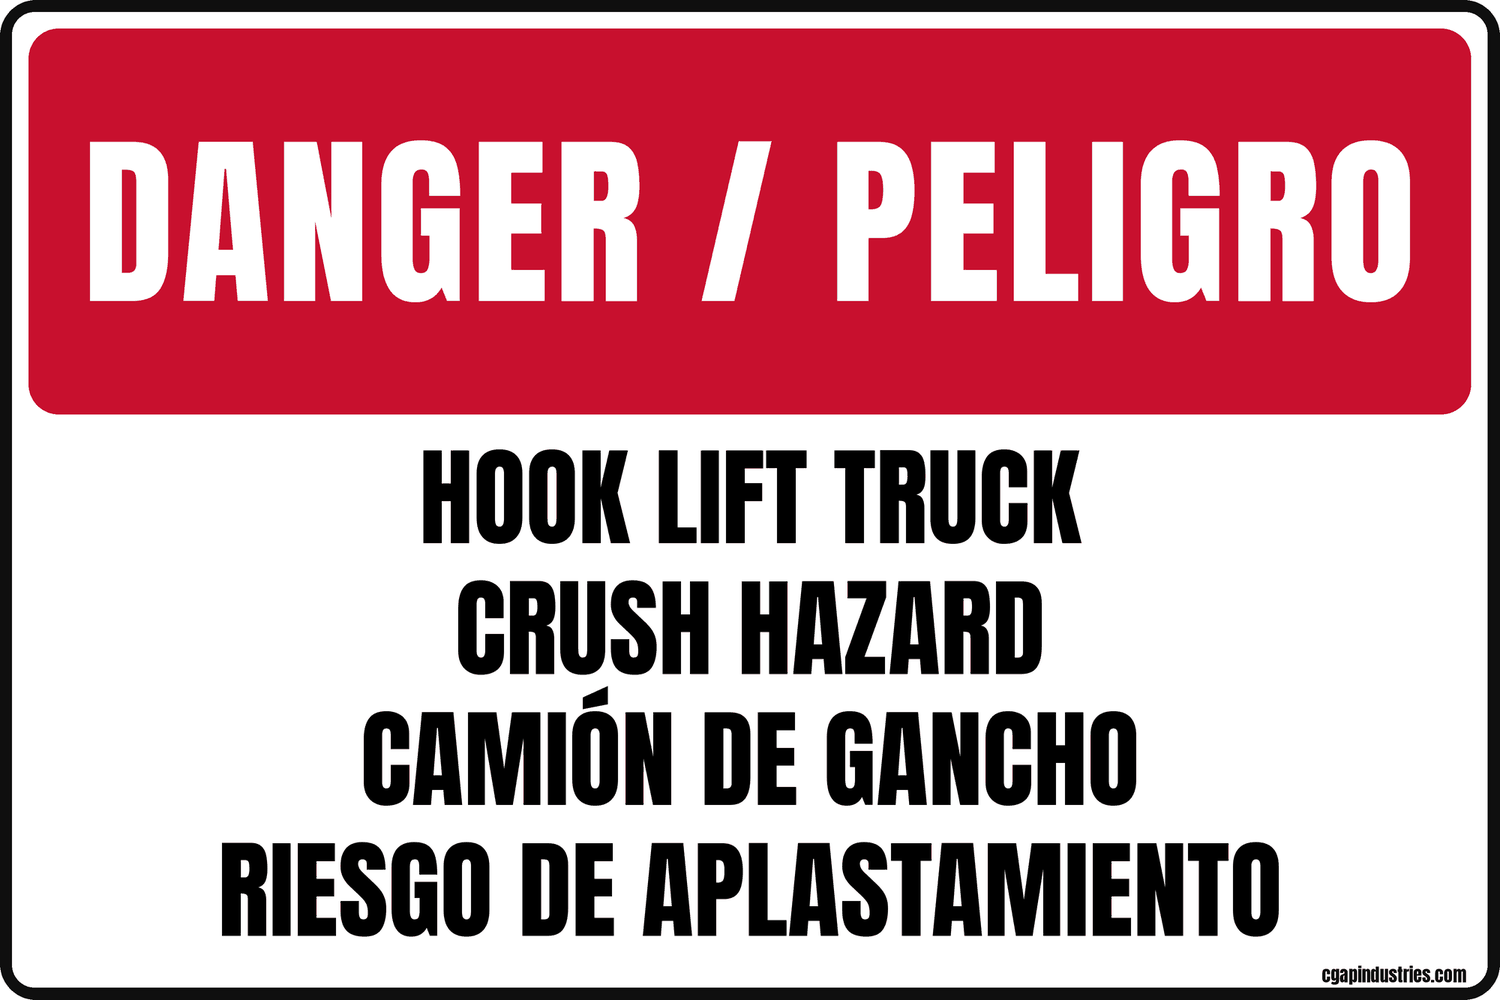 DANGER / PELIGRO
HOOK LIFT TRUCK
CRUSH HAZARD
CAMIÓN DE GANCHO
RIESGO DE APLASTAMIENTO
cgapindustries.com